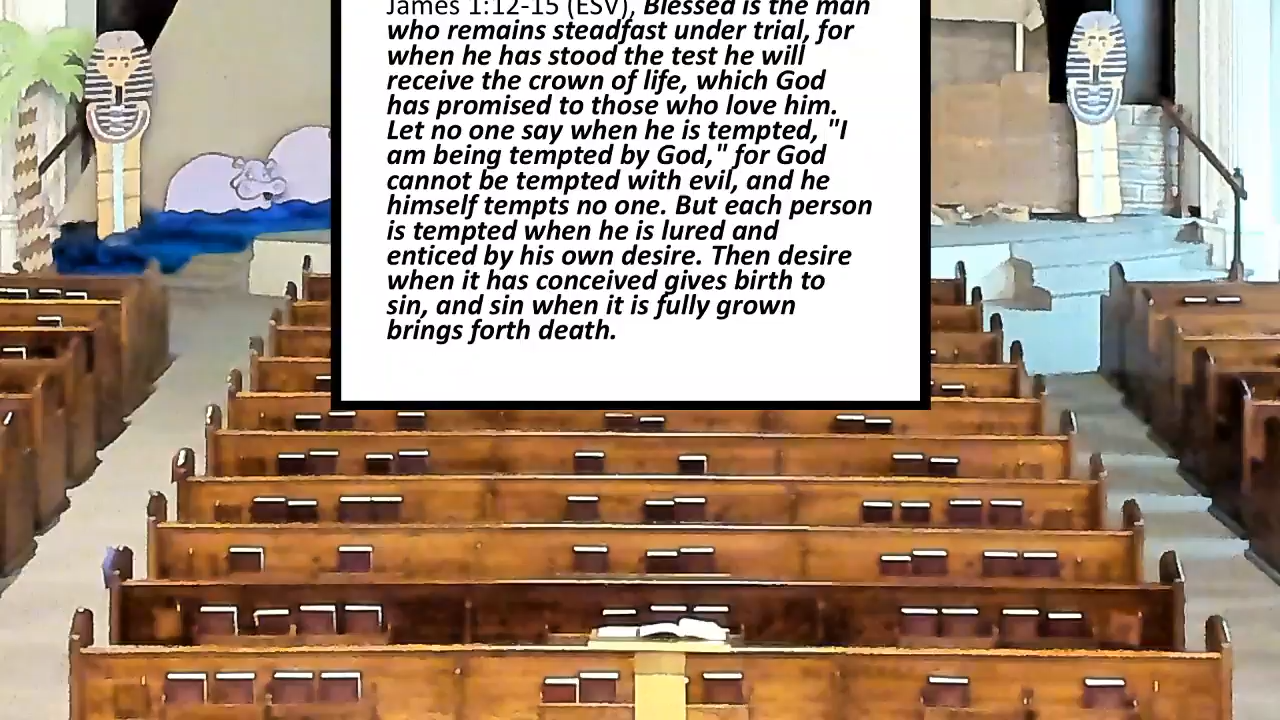 James 1:12-15 (ESV), Blessed is the man
who remains steadfast under trial, for
when he has stood the test he will
receive the crown of life, which God
has promised to those who love him.
Let no one say when he is tempted, "I
am being tempted by God," for God
cannot be tempted with evil, and he
himself tempts no one. But each person
is tempted when he is lured and
enticed by his own desire. Then desire
when it has conceived gives birth to
sin, and sin when it is fully grown
brings forth death.